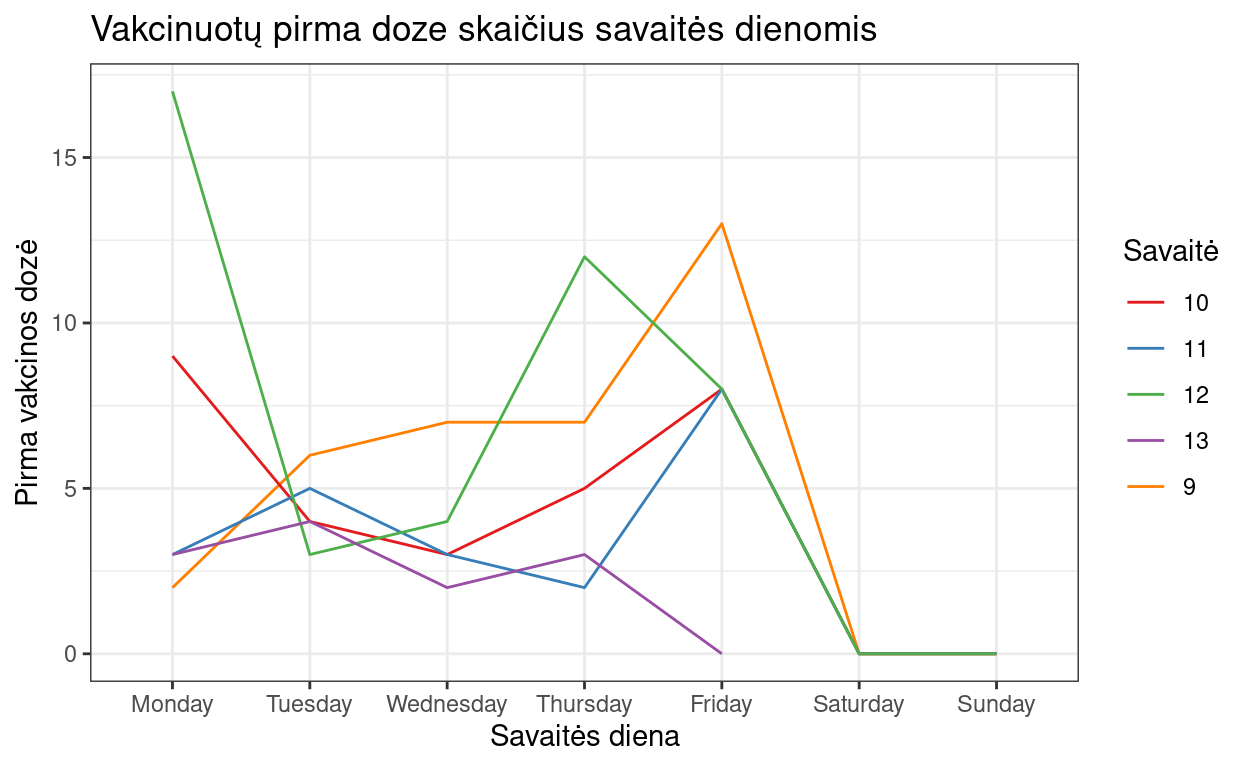 Vakcinuotų pirma doze skaičius savaitės dienomis
Pirma vakcinos dozė
15
10
5
0
Monday Tuesday Wednesday Thursday Friday Saturday Sunday
Savaitės diena
Savaitė
10
11
12
13
9